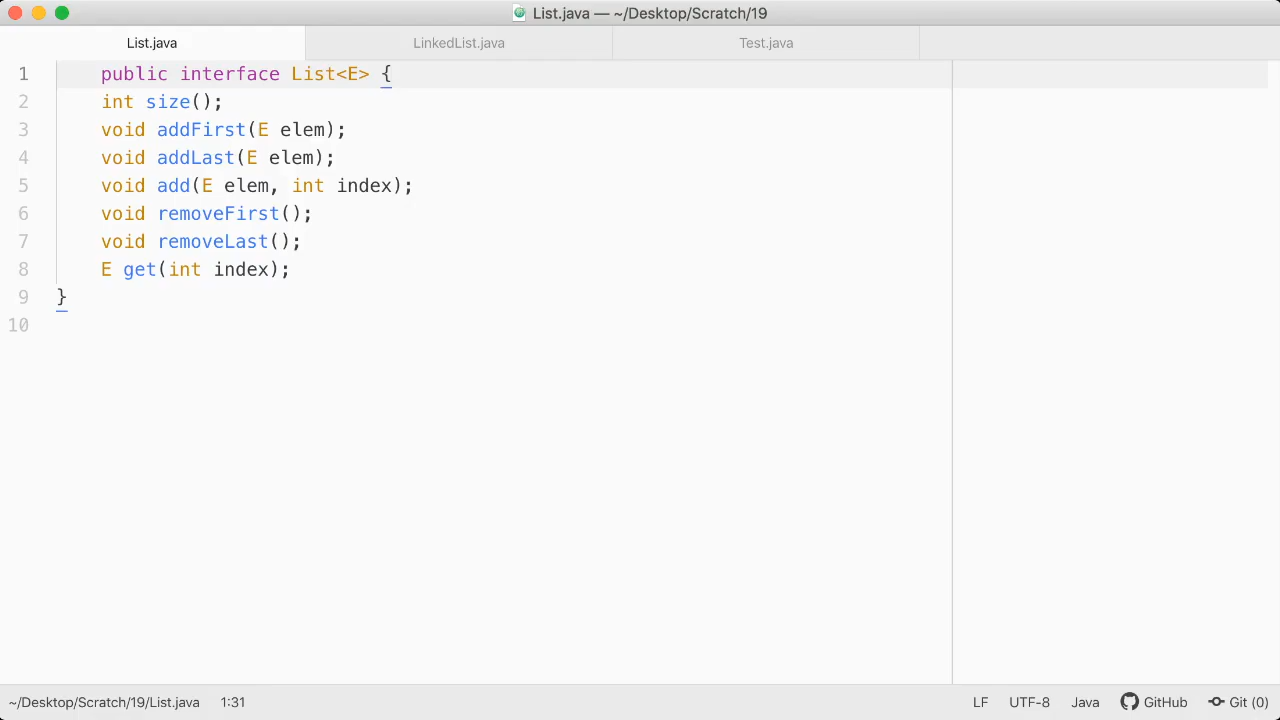 List.java — ~/Desktop/Scratch/19
List.java LinkedList.java Test.java
1 public interface List<E> {
2 int size();
3 void addFirst(E elem);
4 void addLast(E elem);
5 void add(E elem, int index);
6 void removeFirst();
7 void removeLast();
8 E get(int index);
9 }
10
~/Desktop/Scratch/19/List.java 1:31 LF UTF-8 Java GitHub Git (0)